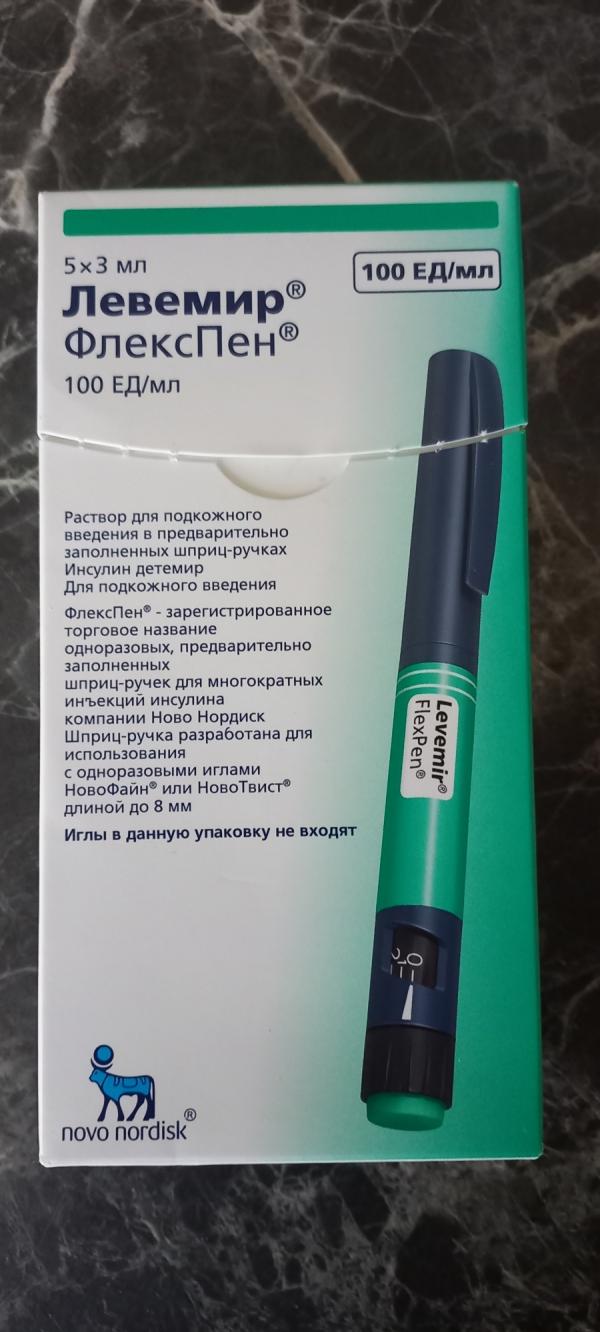 5×3 мл
100 ЕД/мл
Левемир®
ФлексПен®
100 ЕД/мл
Раствор для подкожного
введения в предварительно
заполненных шприц-ручках
Инсулин детемир
Для подкожного введения
ФлексПен® - зарегистрированное
торговое название
одноразовых, предварительно
заполненных
шприц-ручек для многократных
инъекций инсулина
компании Ново Нордиск
Шприц-ручка разработана для
использования
с одноразовыми иглами
НовоФайн® или НовоТвист®
длиной до 8 мм
Иглы в данную упаковку не входят
Levemir®
FlexPen®
0
1
2
novo nordisk®